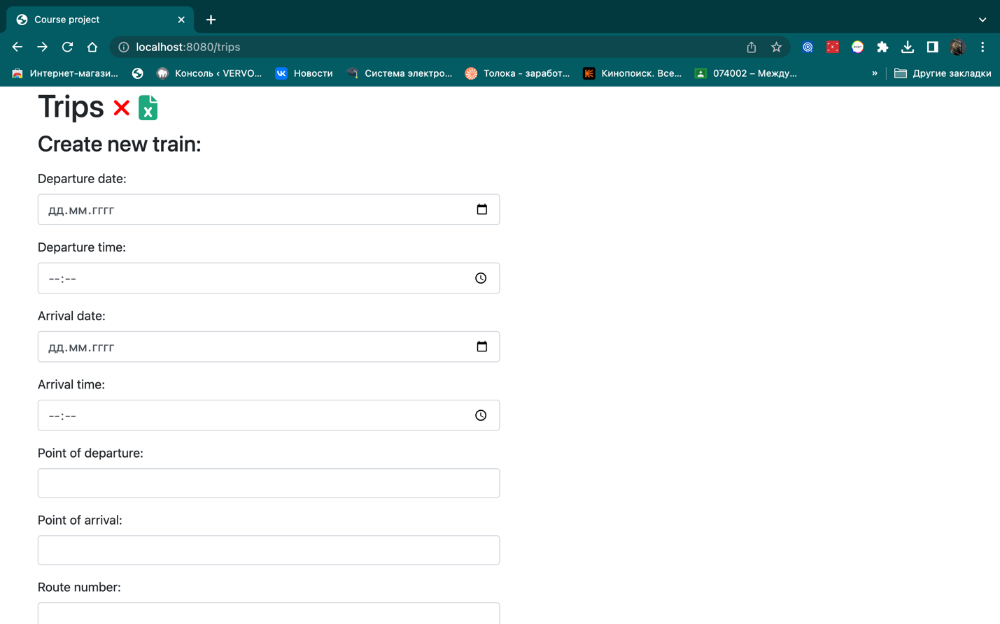 Course project
localhost:8080/trips
Интернет-магази... Консоль ‹ VERVO... Новости Система электро... Толока - заработ... Кинопоиск. Все... 074002 – Между... » Другие закладки
Trips
Create new train:
Departure date:
дд.мм.гггг
Departure time:
--:--
Arrival date:
дд.мм.гггг
Arrival time:
--:--
Point of departure:
Point of arrival:
Route number: